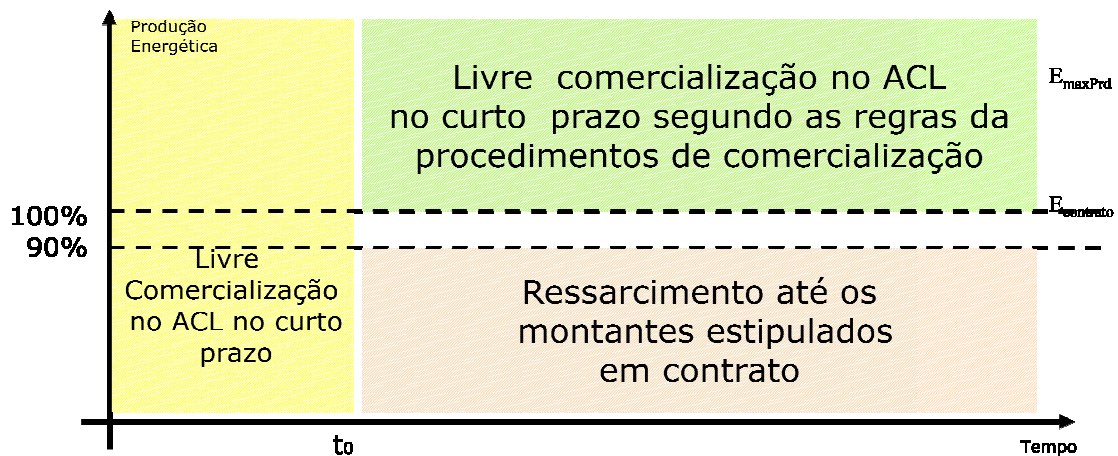 Produção
Energética
Livre comercialização no ACL
no curto prazo segundo as regras da
procedimentos de comercialização
EmaxPrd
100%
Econtrato
90%
Livre
Comercialização
no ACL no curto
prazo
Ressarcimento até os
montantes estipulados
em contrato
t0
Tempo